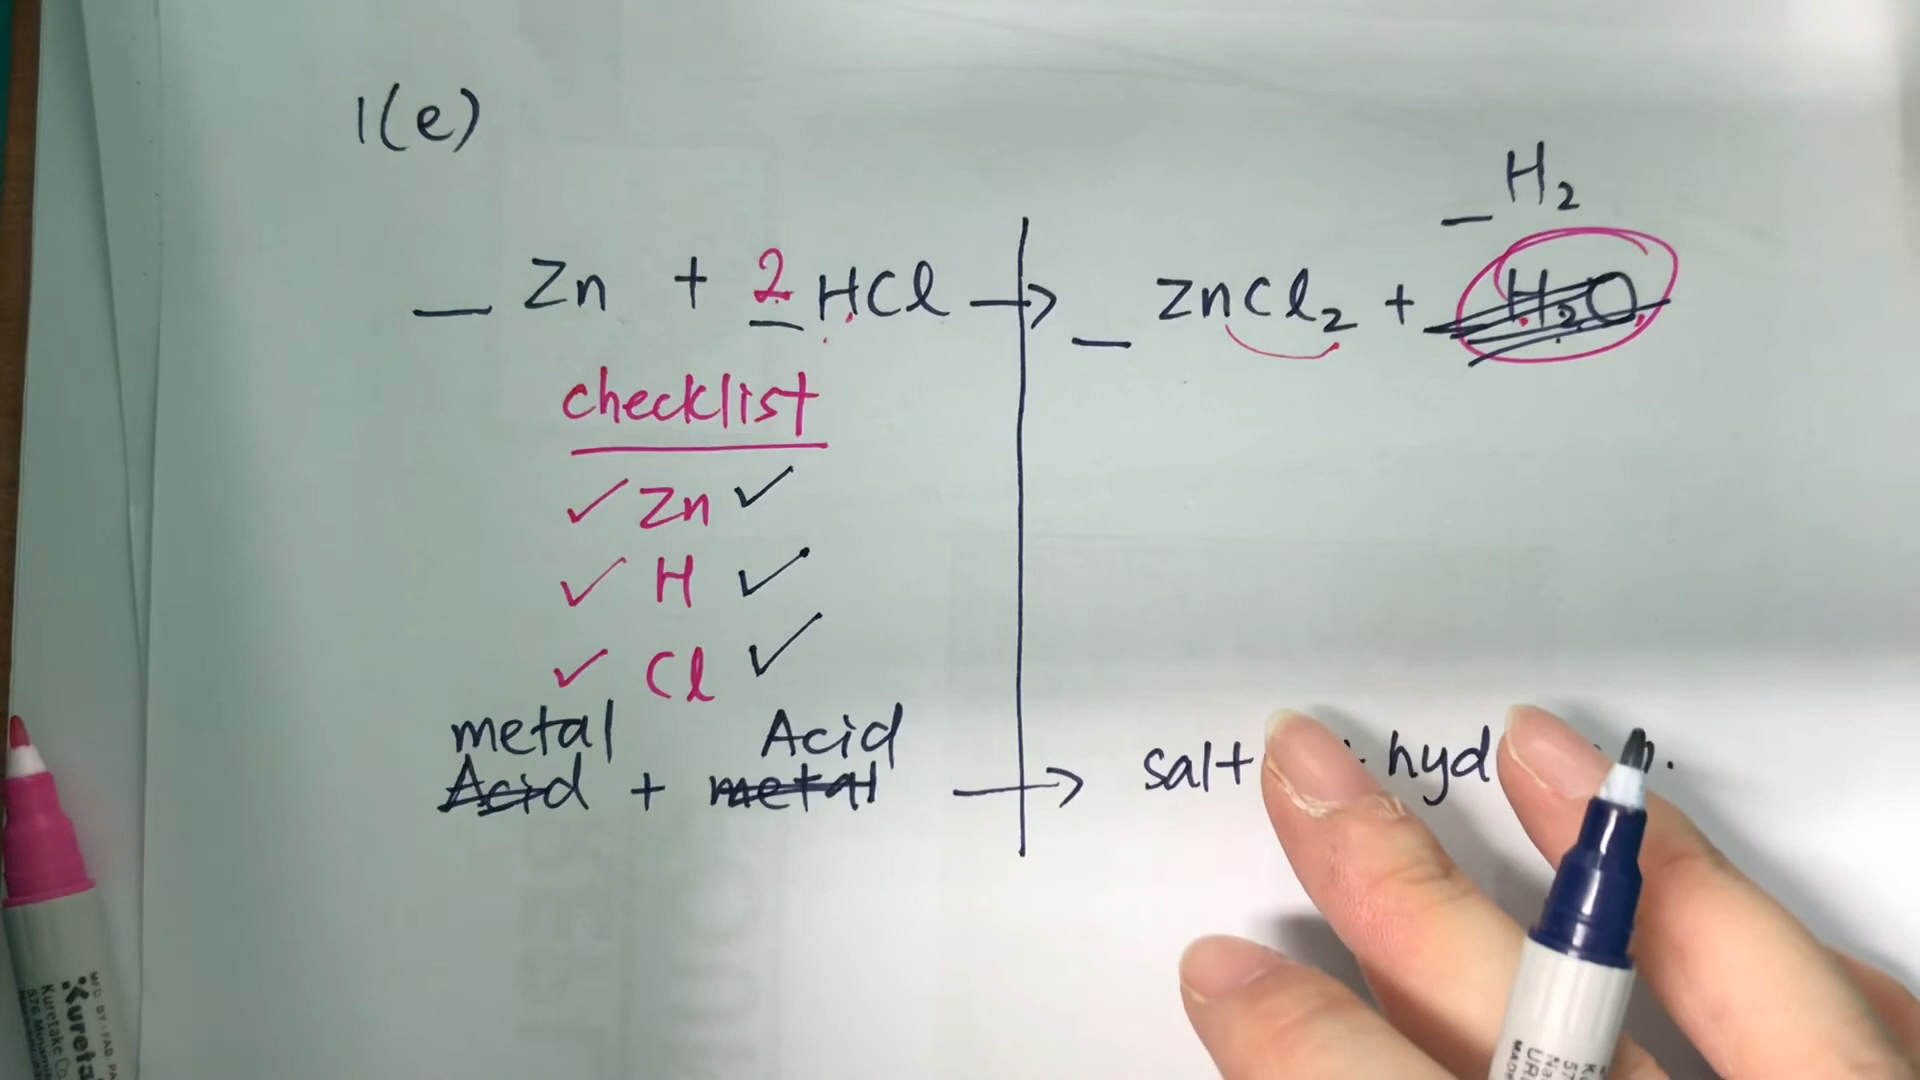 1(e)
H₂
_ Zn + 2 HCl → _ ZnCl₂ + H₂O
checklist
✓ Zn ✓
✓ H ✓
✓ Cl ✓
metal Acid
Acid + metal → salt hyd